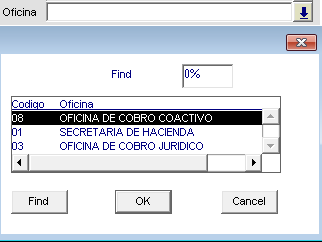 Oficina
Find 0%
Codigo Oficina
08 OFICINA DE COBRO COACTIVO
01 SECRETARIA DE HACIENDA
03 OFICINA DE COBRO JURIDICO
Find OK Cancel